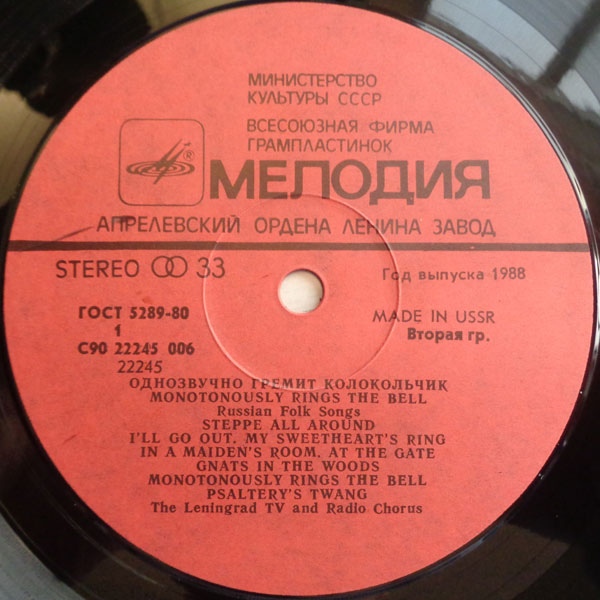 МИНИСТЕРСТВО
КУЛЬТУРЫ СССР
ВСЕСОЮЗНАЯ ФИРМА
ГРАМПЛАСТИНОК
®
МЕЛОДИЯ
АПРЕЛЕВСКИЙ ОРДЕНА ЛЕНИНА ЗАВОД
STEREO 33
Год выпуска 1988
ГОСТ 5289-80
MADE IN USSR
1
Вторая гр.
С90 22245 006
22245
ОДНОЗВУЧНО ГРЕМИТ КОЛОКОЛЬЧИК
MONOTONOUSLY RINGS THE BELL
Russian Folk Songs
STEPPE ALL AROUND
I'LL GO OUT, MY SWEETHEART'S RING
IN A MAIDEN'S ROOM, AT THE GATE
GNATS IN THE WOODS
MONOTONOUSLY RINGS THE BELL
PSALTERY'S TWANG
The Leningrad TV and Radio Chorus